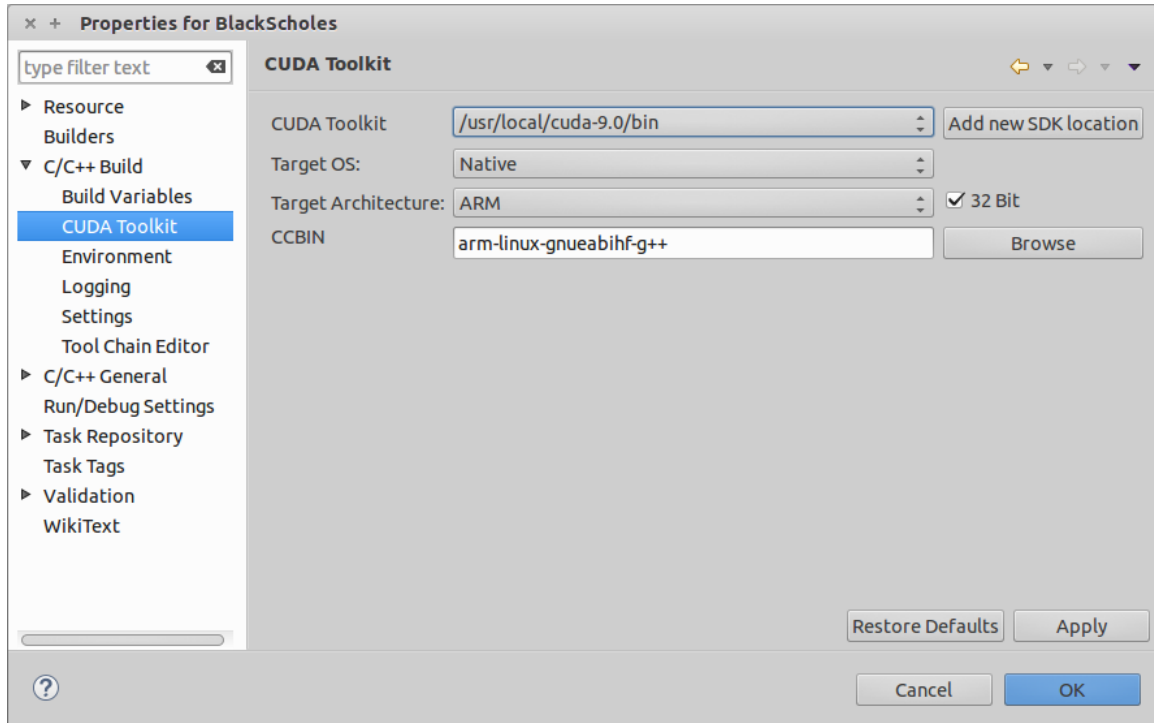 Properties for BlackScholes
type filter text
CUDA Toolkit
Resource
Builders
C/C++ Build
Build Variables
CUDA Toolkit
Environment
Logging
Settings
Tool Chain Editor
C/C++ General
Run/Debug Settings
Task Repository
Task Tags
Validation
WikiText
CUDA Toolkit /usr/local/cuda-9.0/bin Add new SDK location
Target OS: Native
Target Architecture: ARM 32 Bit
CCBIN arm-linux-gnueabihf-g++ Browse
Restore Defaults Apply
Cancel OK